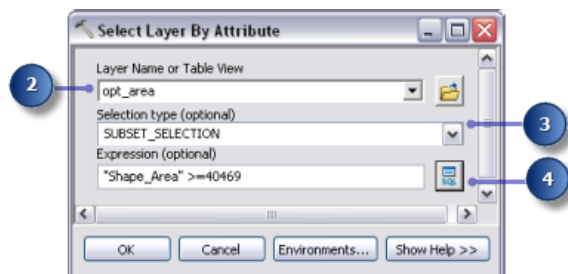 Select Layer By Attribute
Layer Name or Table View
2
opt_area
Selection type (optional)
3
SUBSET_SELECTION
Expression (optional)
"Shape_Area" >=40469
SQL
4
OK Cancel Environments... Show Help >>